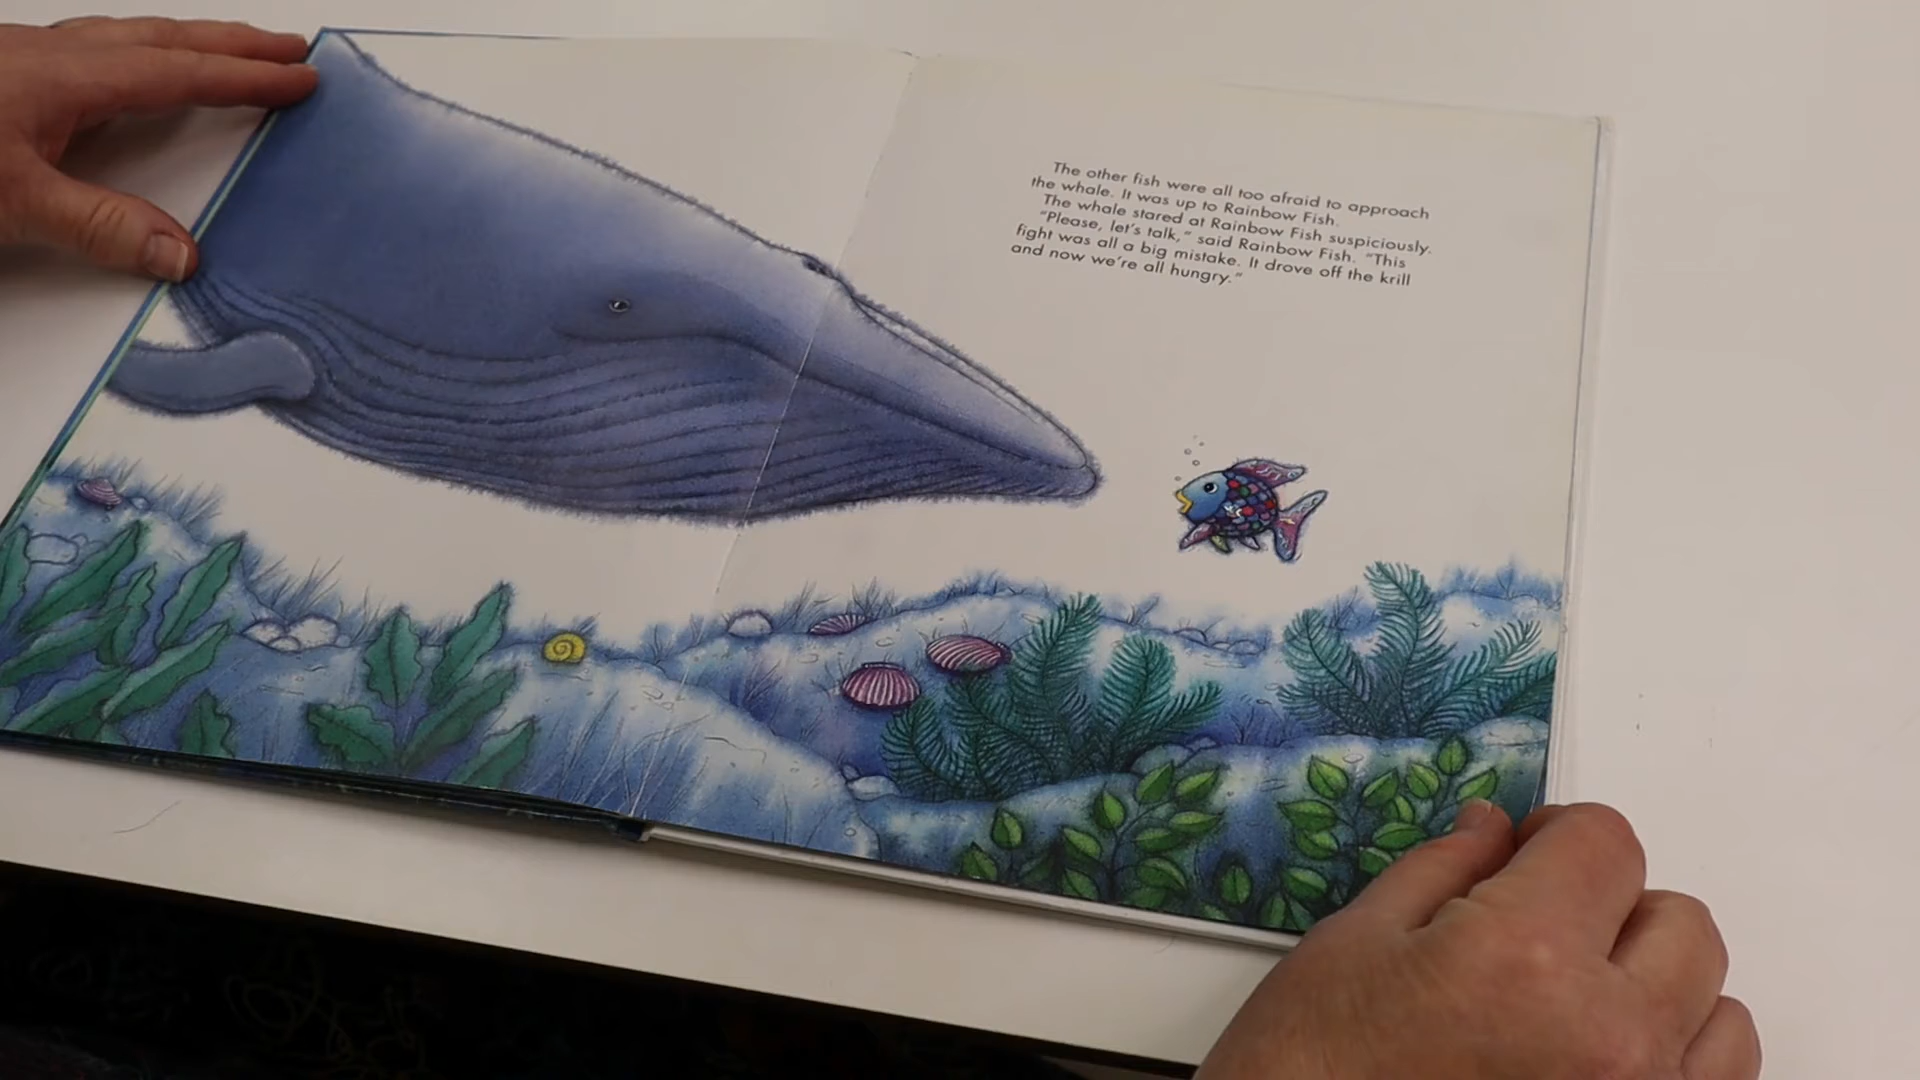 The other fish were all too afraid to approach
the whale. It was up to Rainbow Fish.
The whale stared at Rainbow Fish suspiciously.
"Please, let's talk," said Rainbow Fish. "This
fight was all a big mistake. It drove off the krill
and now we're all hungry."